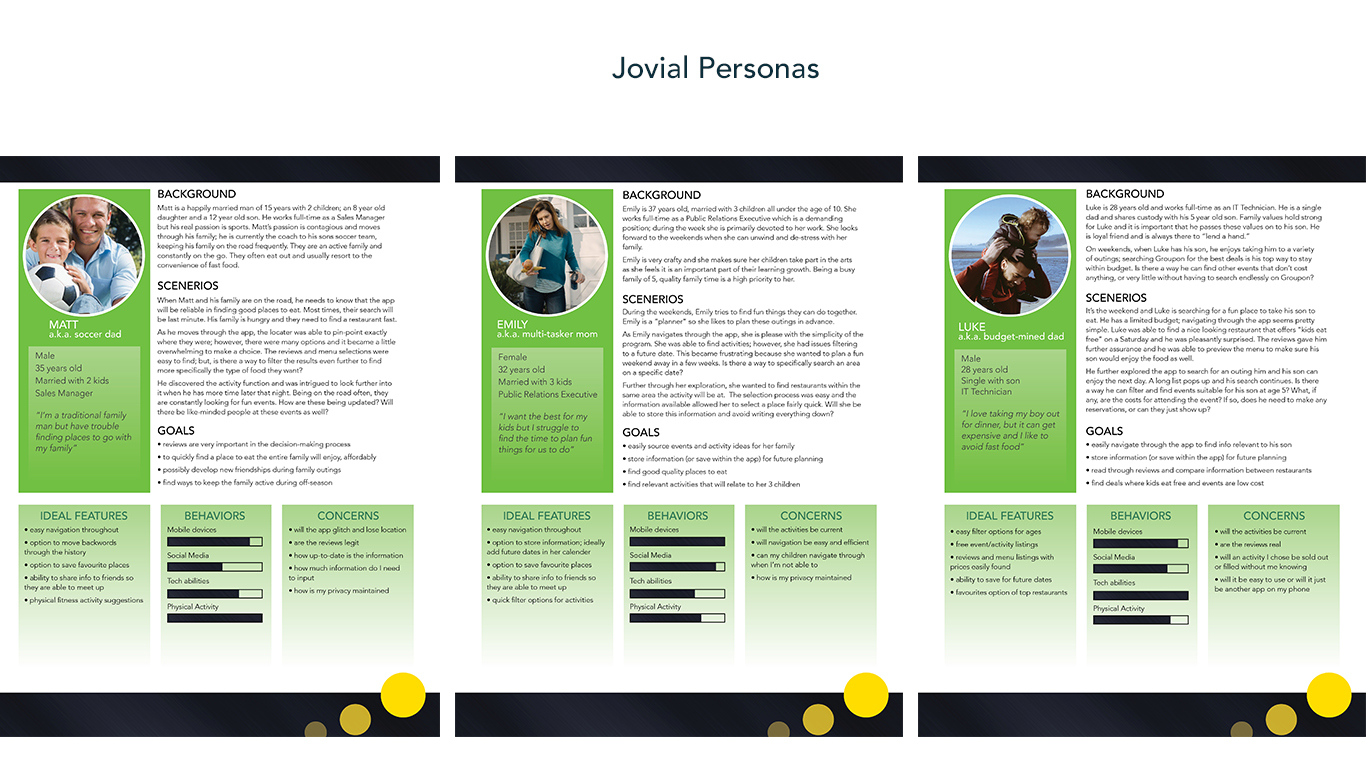 Jovial Personas
MATT
a.k.a. soccer dad
Male
35 years old
Married with 2 kids
Sales Manager
“I’m a traditional family
man but have trouble
finding places to go with
my family”
BACKGROUND
Matt is a happily married man of 15 years with 2 children; an 8 year old
daughter and a 12 year old son. He works full-time as a Sales Manager
but his real passion is sports. Matt’s passion is contagious and moves
through his family; he is currently the coach to his sons soccer team,
keeping his family on the road frequently. They are an active family and
constantly on the go. They often eat out and usually resort to the
convenience of fast food.
SCENERIOS
When Matt and his family are on the road, he needs to know that the app
will be reliable in finding good places to eat. Most times, their search will
be last minute. His family is hungry and they need to find a restaurant fast.
As he moves through the app, the locater was able to pin-point exactly
where they were; however, there were many options and it became a little
overwhelming to make a choice. The reviews and menu selections were
easy to find; but, is there a way to filter the results even further to find
more specifically the type of food they want?
He discovered the activity function and was intrigued to look further into
it when he has more time later that night. Being on the road often, they
are constantly looking for fun events. How are these being updated? Will
there be like-minded people at these events as well?
GOALS
• reviews are very important in the decision-making process
• to quickly find a place to eat the entire family will enjoy, affordably
• possibly develop new friendships during family outings
• find ways to keep the family active during off-season
IDEAL FEATURES
• easy navigation throughout
• option to move backwords
through the history
• option to save favourite places
• ability to share info to friends so
they are able to meet up
• physical fitness activity suggestions
BEHAVIORS
Mobile devices
Social Media
Tech abilities
Physical Activity
CONCERNS
• will the app glitch and lose location
• are the reviews legit
• how up-to-date is the information
• how much information do I need
to input
• how is my privacy maintained
EMILY
a.k.a. multi-tasker mom
Female
32 years old
Married with 3 kids
Public Relations Executive
“I want the best for my
kids but I struggle to
find the time to plan fun
things for us to do”
BACKGROUND
Emily is 37 years old, married with 3 children all under the age of 10. She
works full-time as a Public Relations Executive which is a demanding
position; during the week she is primarily devoted to her work. She looks
forward to the weekends when she can unwind and de-stress with her
family.
Emily is very crafty and she makes sure her children take part in the arts
as she feels it is an important part of their learning growth. Being a busy
family of 5, quality family time is a high priority to her.
SCENERIOS
During the weekends, Emily tries to find fun things they can do together.
Emily is a “planner” so she likes to plan these outings in advance.
As Emily navigates through the app, she is please with the simplicity of the
program. She was able to find activities; however, she had issues filtering
to a future date. This became frustrating because she wanted to plan a fun
weekend away in a few weeks. Is there a way to specifically search an area
on a specific date?
Further through her exploration, she wanted to find restaurants within the
same area the activity will be at. The selection process was easy and the
information available allowed her to select a place fairly quick. Will she be
able to store this information and avoid writing everything down?
GOALS
• easily source events and activity ideas for her family
• store information (or save within the app) for future planning
• find good quality places to eat
• find relevant activities that will relate to her 3 children
IDEAL FEATURES
• easy navigation throughout
• option to store information; ideally
add future dates in her calender
• option to save favourite places
• ability to share info to friends so
they are able to meet up
• quick filter options for activities
BEHAVIORS
Mobile devices
Social Media
Tech abilities
Physical Activity
CONCERNS
• will the activities be current
• will navigation be easy and efficient
• can my children navigate through
when I’m not able to
• how is my privacy maintained
LUKE
a.k.a. budget-mined dad
Male
28 years old
Single with son
IT Technician
“I love taking my boy out
for dinner, but it can get
expensive and I like to
avoid fast food”
BACKGROUND
Luke is 28 years old and works full-time as an IT Technician. He is a single
dad and shares custody with his 5 year old son. Family values hold strong
for Luke and it is important that he passes these values on to his son. He
is loyal friend and is always there to “lend a hand.”
On weekends, when Luke has his son, he enjoys taking him to a variety
of outings; searching Groupon for the best deals is his top way to stay
within budget. Is there a way he can find other events that don’t cost
anything, or very little without having to search endlessly on Groupon?
SCENERIOS
It’s the weekend and Luke is searching for a fun place to take his son to
eat. He has a limited budget; navigating through the app seems pretty
simple. Luke was able to find a nice looking restaurant that offers “kids eat
free” on a Saturday and he was pleasantly surprised. The reviews gave him
further assurance and he was able to preview the menu to make sure his
son would enjoy the food as well.
He further explored the app to search for an outing him and his son can
enjoy the next day. A long list pops up and his search continues. Is there
a way he can filter and find events suitable for his son at age 5? What, if
any, are the costs for attending the event? If so, does he need to make any
reservations, or can they just show up?
GOALS
• easily navigate through the app to find info relevant to his son
• store information (or save within the app) for future planning
• read through reviews and compare information between restaurants
• find deals where kids eat free and events are low cost
IDEAL FEATURES
• easy filter options for ages
• free event/activity listings
• reviews and menu listings with
prices easily found
• ability to save for future dates
• favourites option of top restaurants
BEHAVIORS
Mobile devices
Social Media
Tech abilities
Physical Activity
CONCERNS
• will the activities be current
• are the reviews real
• will an activity I chose be sold out
or filled without me knowing
• will it be easy to use or will it just
be another app on my phone